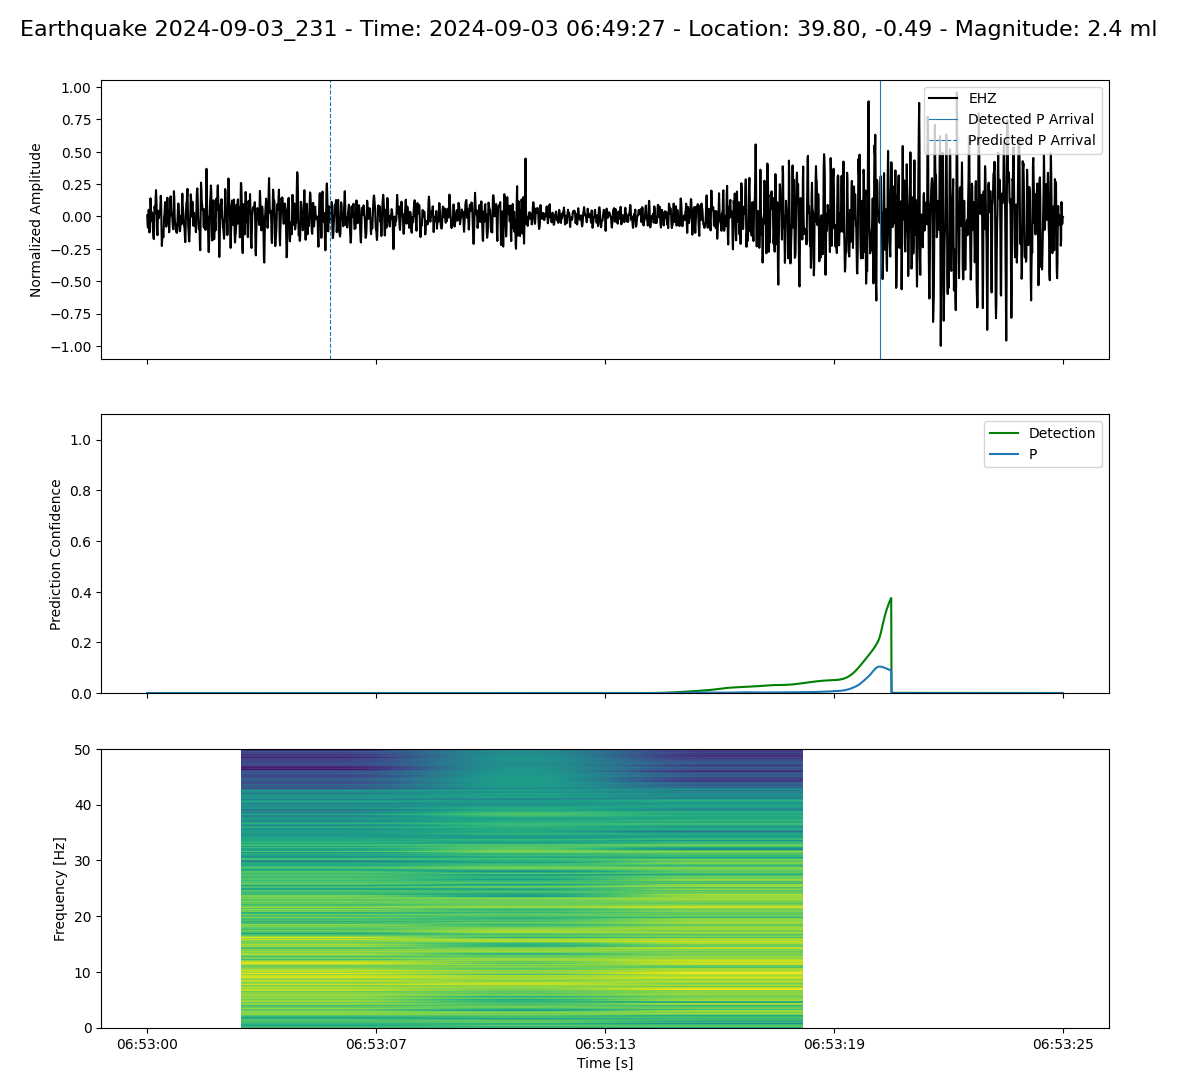 Earthquake 2024-09-03_231 - Time: 2024-09-03 06:49:27 - Location: 39.80, -0.49 - Magnitude: 2.4 ml
Normalized Amplitude
1.00
0.75
0.50
0.25
0.00
−0.25
−0.50
−0.75
−1.00
EHZ
Detected P Arrival
Predicted P Arrival
Prediction Confidence
1.0
0.8
0.6
0.4
0.2
0.0
Detection
P
Frequency [Hz]
50
40
30
20
10
0
06:53:00
06:53:07
06:53:13
06:53:19
06:53:25
Time [s]